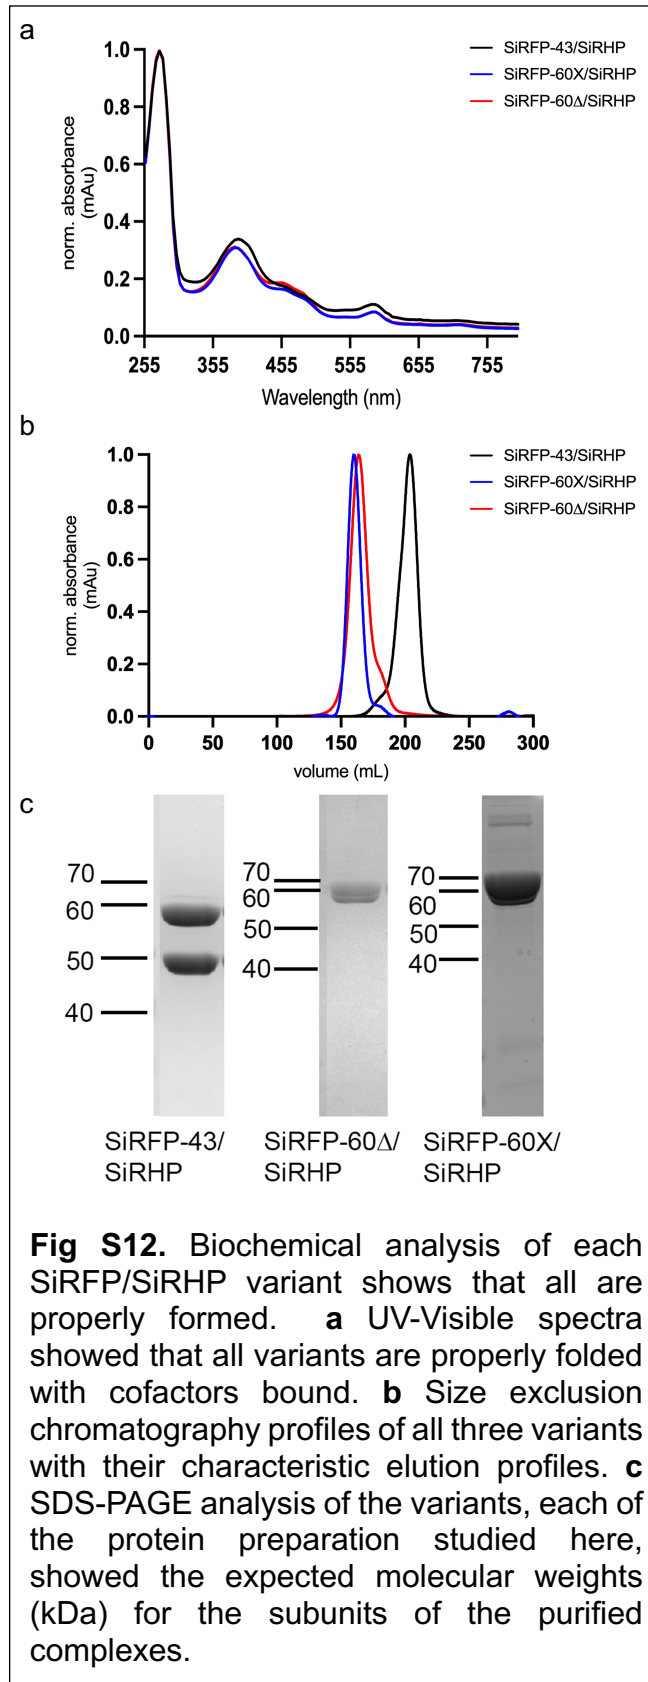 a
SiRFP-43/SiRHP
SiRFP-60X/SiRHP
SiRFP-60Δ/SiRHP
norm. absorbance
(mAu)
1.0
0.8
0.6
0.4
0.2
0.0
255 355 455 555 655 755
Wavelength (nm)
b
SiRFP-43/SiRHP
SiRFP-60X/SiRHP
SiRFP-60Δ/SiRHP
norm. absorbance
(mAu)
1.0
0.8
0.6
0.4
0.2
0.0
0 50 100 150 200 250 300
volume (mL)
c
70
60
50
40
70
60
50
40
70
60
50
40
SiRFP-43/
SiRHP
SiRFP-60Δ/
SiRHP
SiRFP-60X/
SiRHP
Fig S12. Biochemical analysis of each
SiRFP/SiRHP variant shows that all are
properly formed. a UV-Visible spectra
showed that all variants are properly folded
with cofactors bound. b Size exclusion
chromatography profiles of all three variants
with their characteristic elution profiles. c
SDS-PAGE analysis of the variants, each of
the protein preparation studied here,
showed the expected molecular weights
(kDa) for the subunits of the purified
complexes.